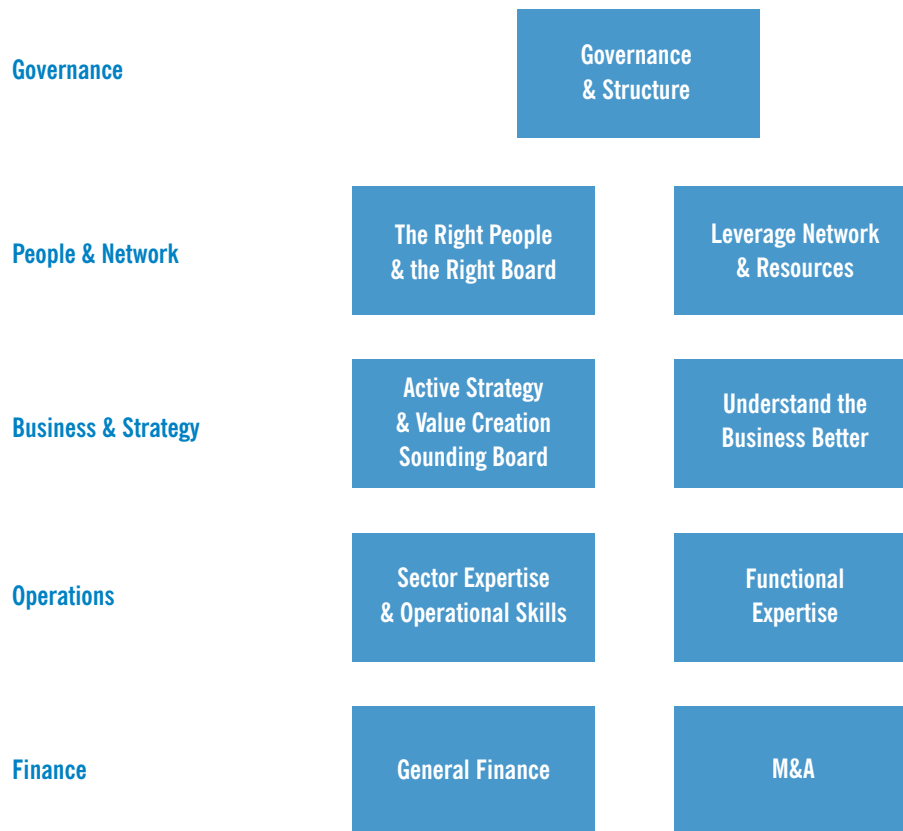 Governance
Governance
& Structure
People & Network
The Right People
& the Right Board
Leverage Network
& Resources
Business & Strategy
Active Strategy
& Value Creation
Sounding Board
Understand the
Business Better
Operations
Sector Expertise
& Operational Skills
Functional
Expertise
Finance
General Finance
M&A